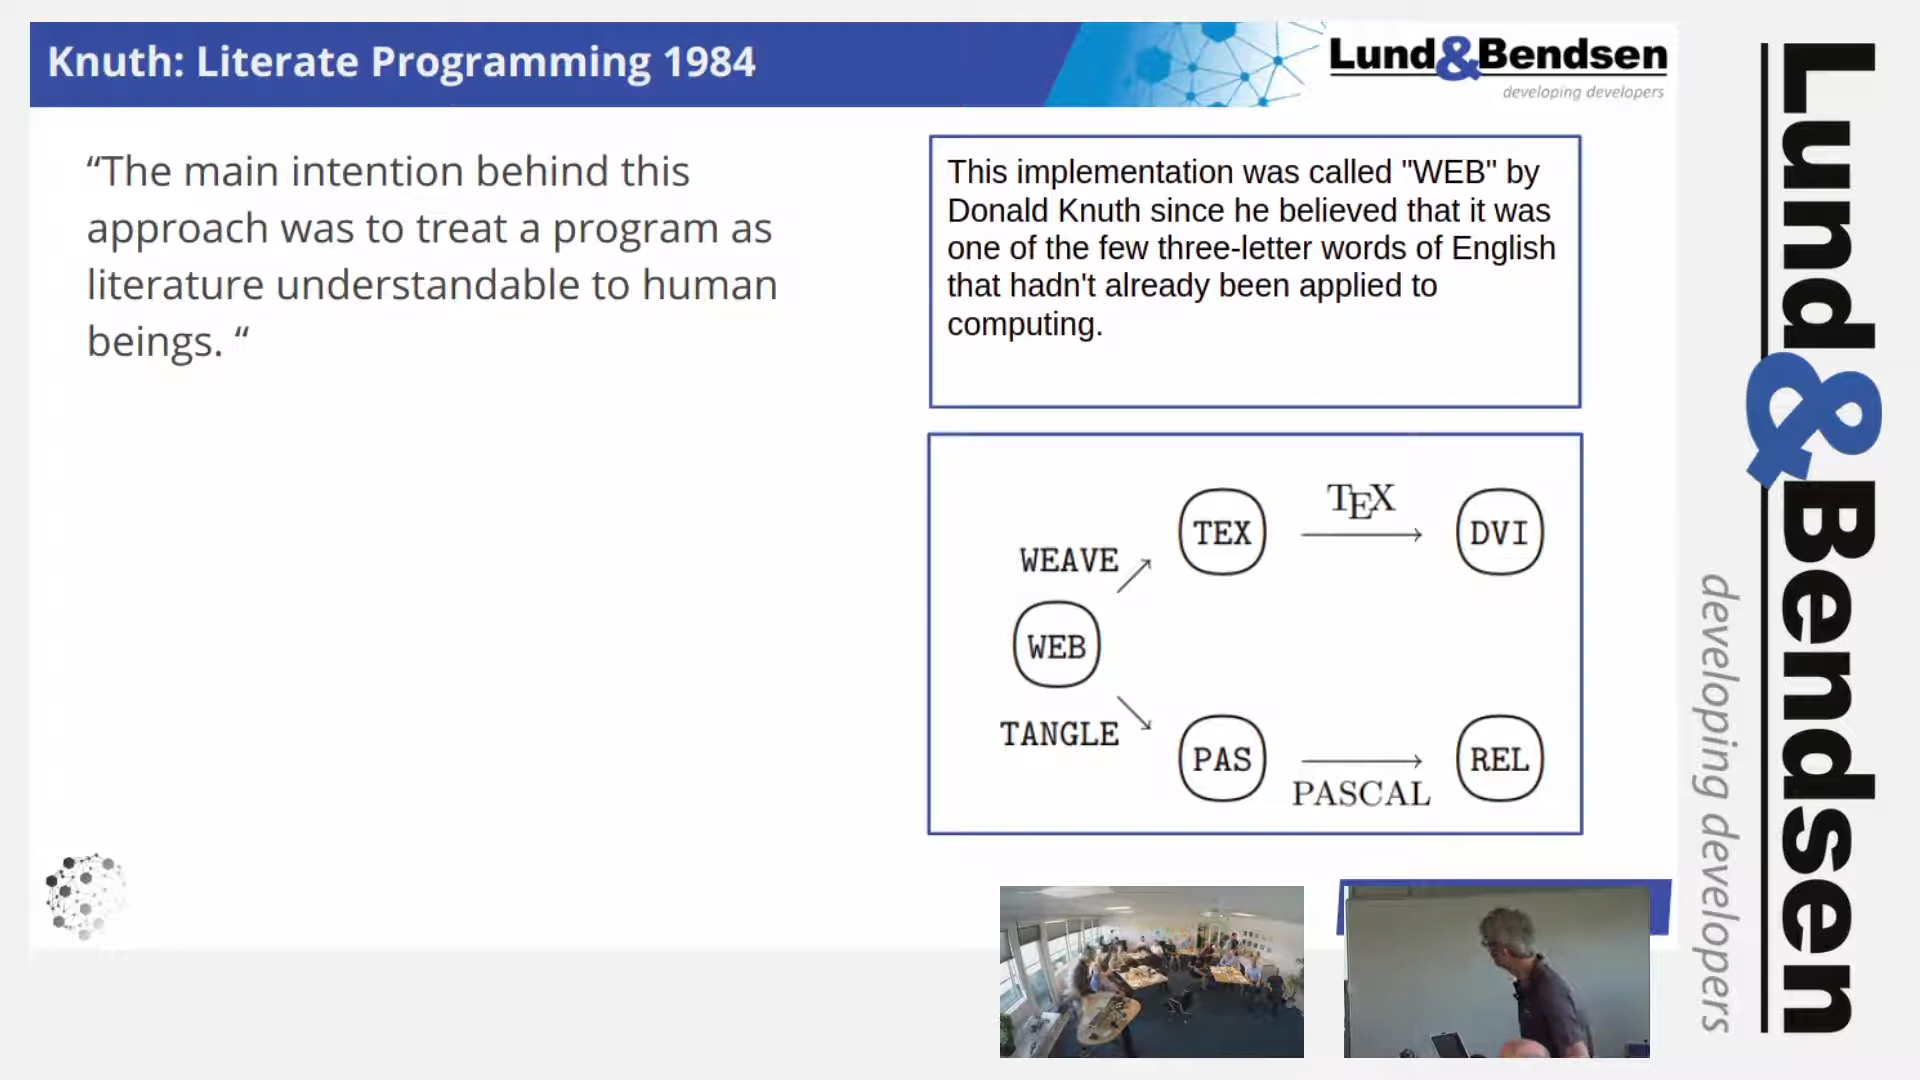 Knuth: Literate Programming 1984
Lund&Bendsen
developing developers
“The main intention behind this
approach was to treat a program as
literature understandable to human
beings. “
This implementation was called "WEB" by
Donald Knuth since he believed that it was
one of the few three-letter words of English
that hadn't already been applied to
computing.
TEX
TEX
DVI
WEAVE
WEB
TANGLE
PAS
PASCAL
REL
Lund&Bendsen
developing developers